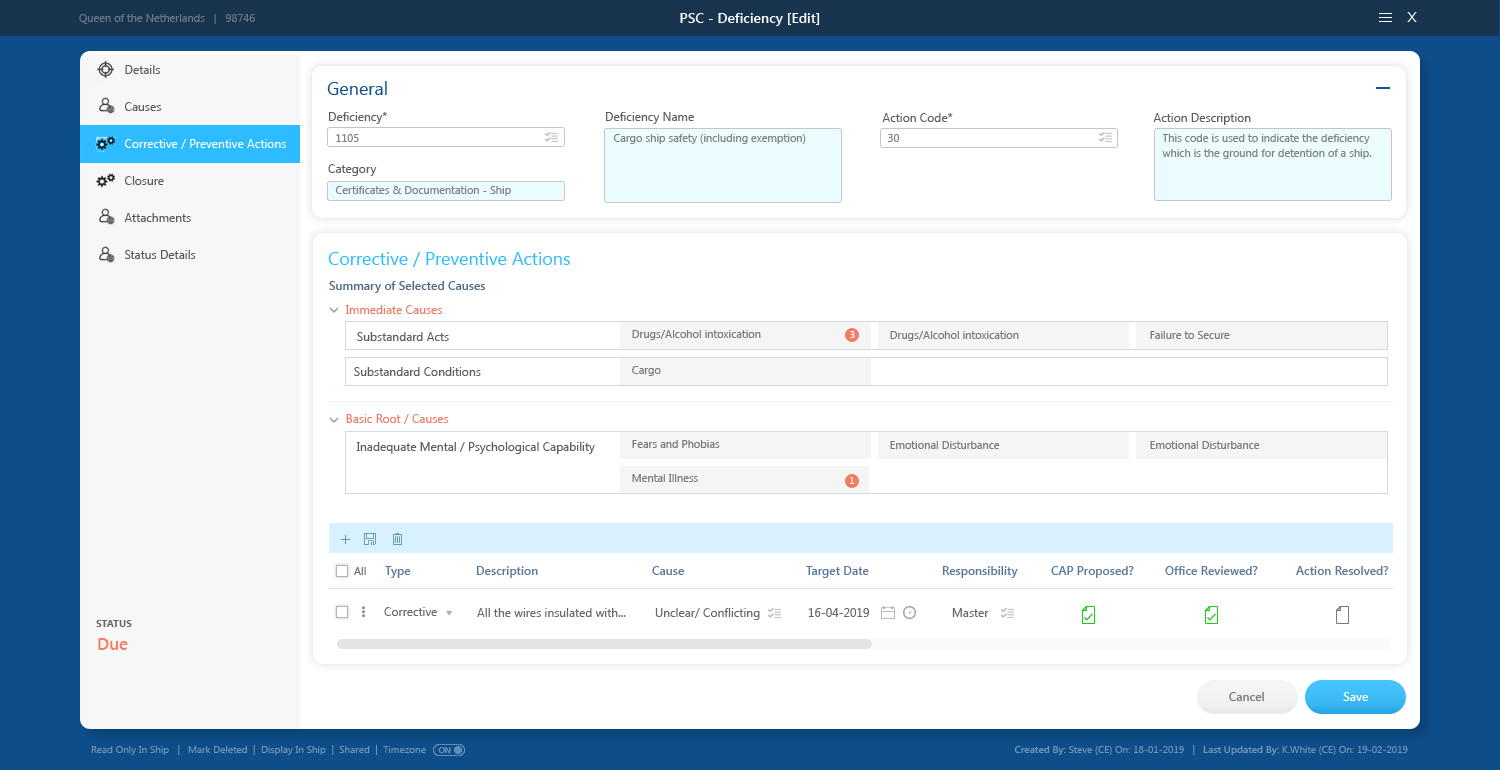 Queen of the Netherlands | 98746
PSC - Deficiency [Edit]
X
Details
Causes
Corrective / Preventive Actions
Closure
Attachments
Status Details
STATUS
Due
General
Deficiency*
1105
Category
Certificates & Documentation - Ship
Deficiency Name
Cargo ship safety (including exemption)
Action Code*
30
Action Description
This code is used to indicate the deficiency
which is the ground for detention of a ship.
Corrective / Preventive Actions
Summary of Selected Causes
Immediate Causes
Substandard Acts Drugs/Alcohol intoxication 3 Drugs/Alcohol intoxication Failure to Secure
Substandard Conditions Cargo
Basic Root / Causes
Inadequate Mental / Psychological Capability Fears and Phobias Emotional Disturbance Emotional Disturbance
Mental Illness 1
All Type Description Cause Target Date Responsibility CAP Proposed? Office Reviewed? Action Resolved?
Corrective All the wires insulated with... Unclear/ Conflicting 16-04-2019 Master
Cancel Save
Read Only In Ship | Mark Deleted | Display In Ship | Shared | Timezone ON
Created By: Steve (CE) On: 18-01-2019 | Last Updated By: K.White (CE) On: 19-02-2019